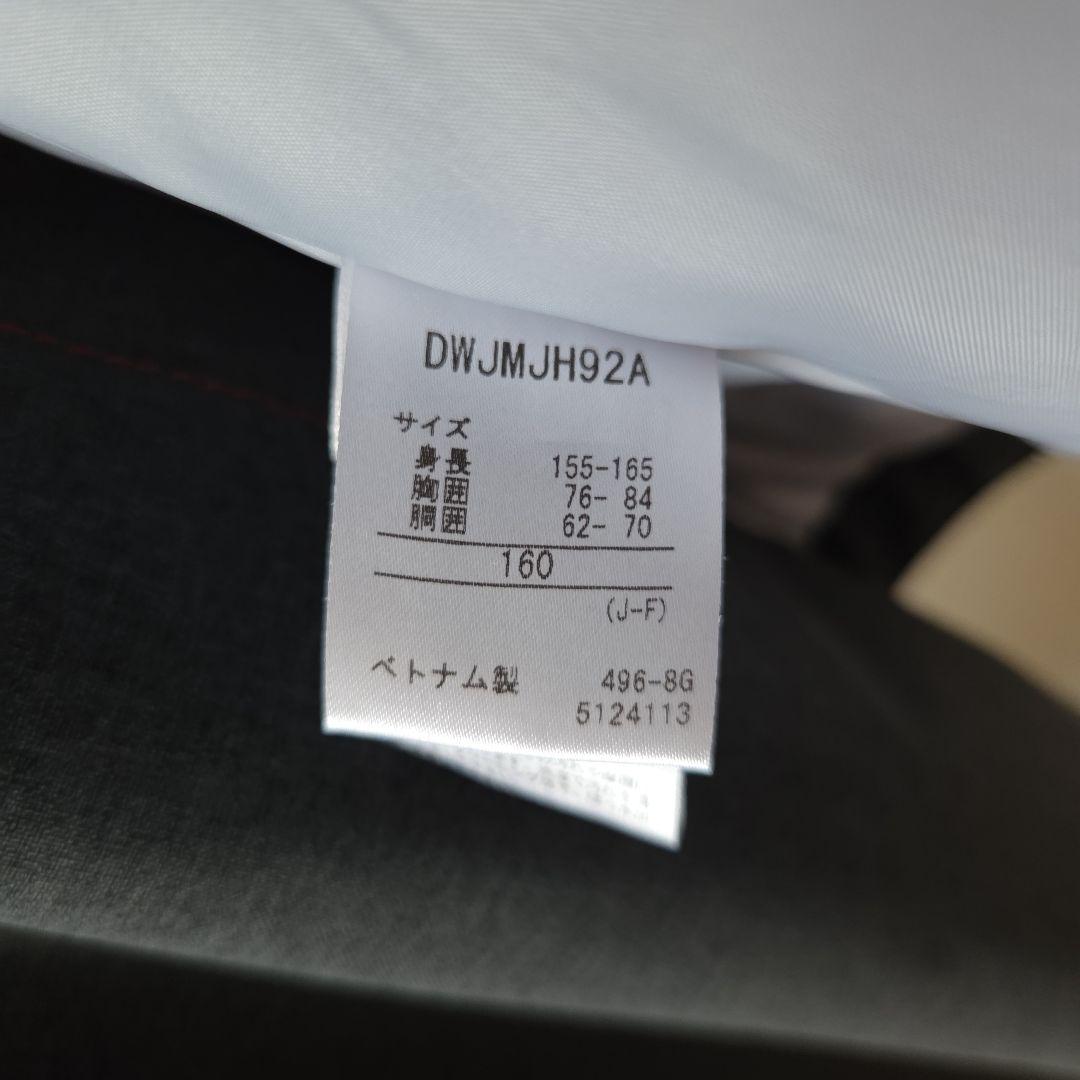 DWJMJH92A
サイズ
身長 155-165
胸囲 76- 84
胴囲 62- 70
160
(J-F)
ベトナム製 496-8G
5124113